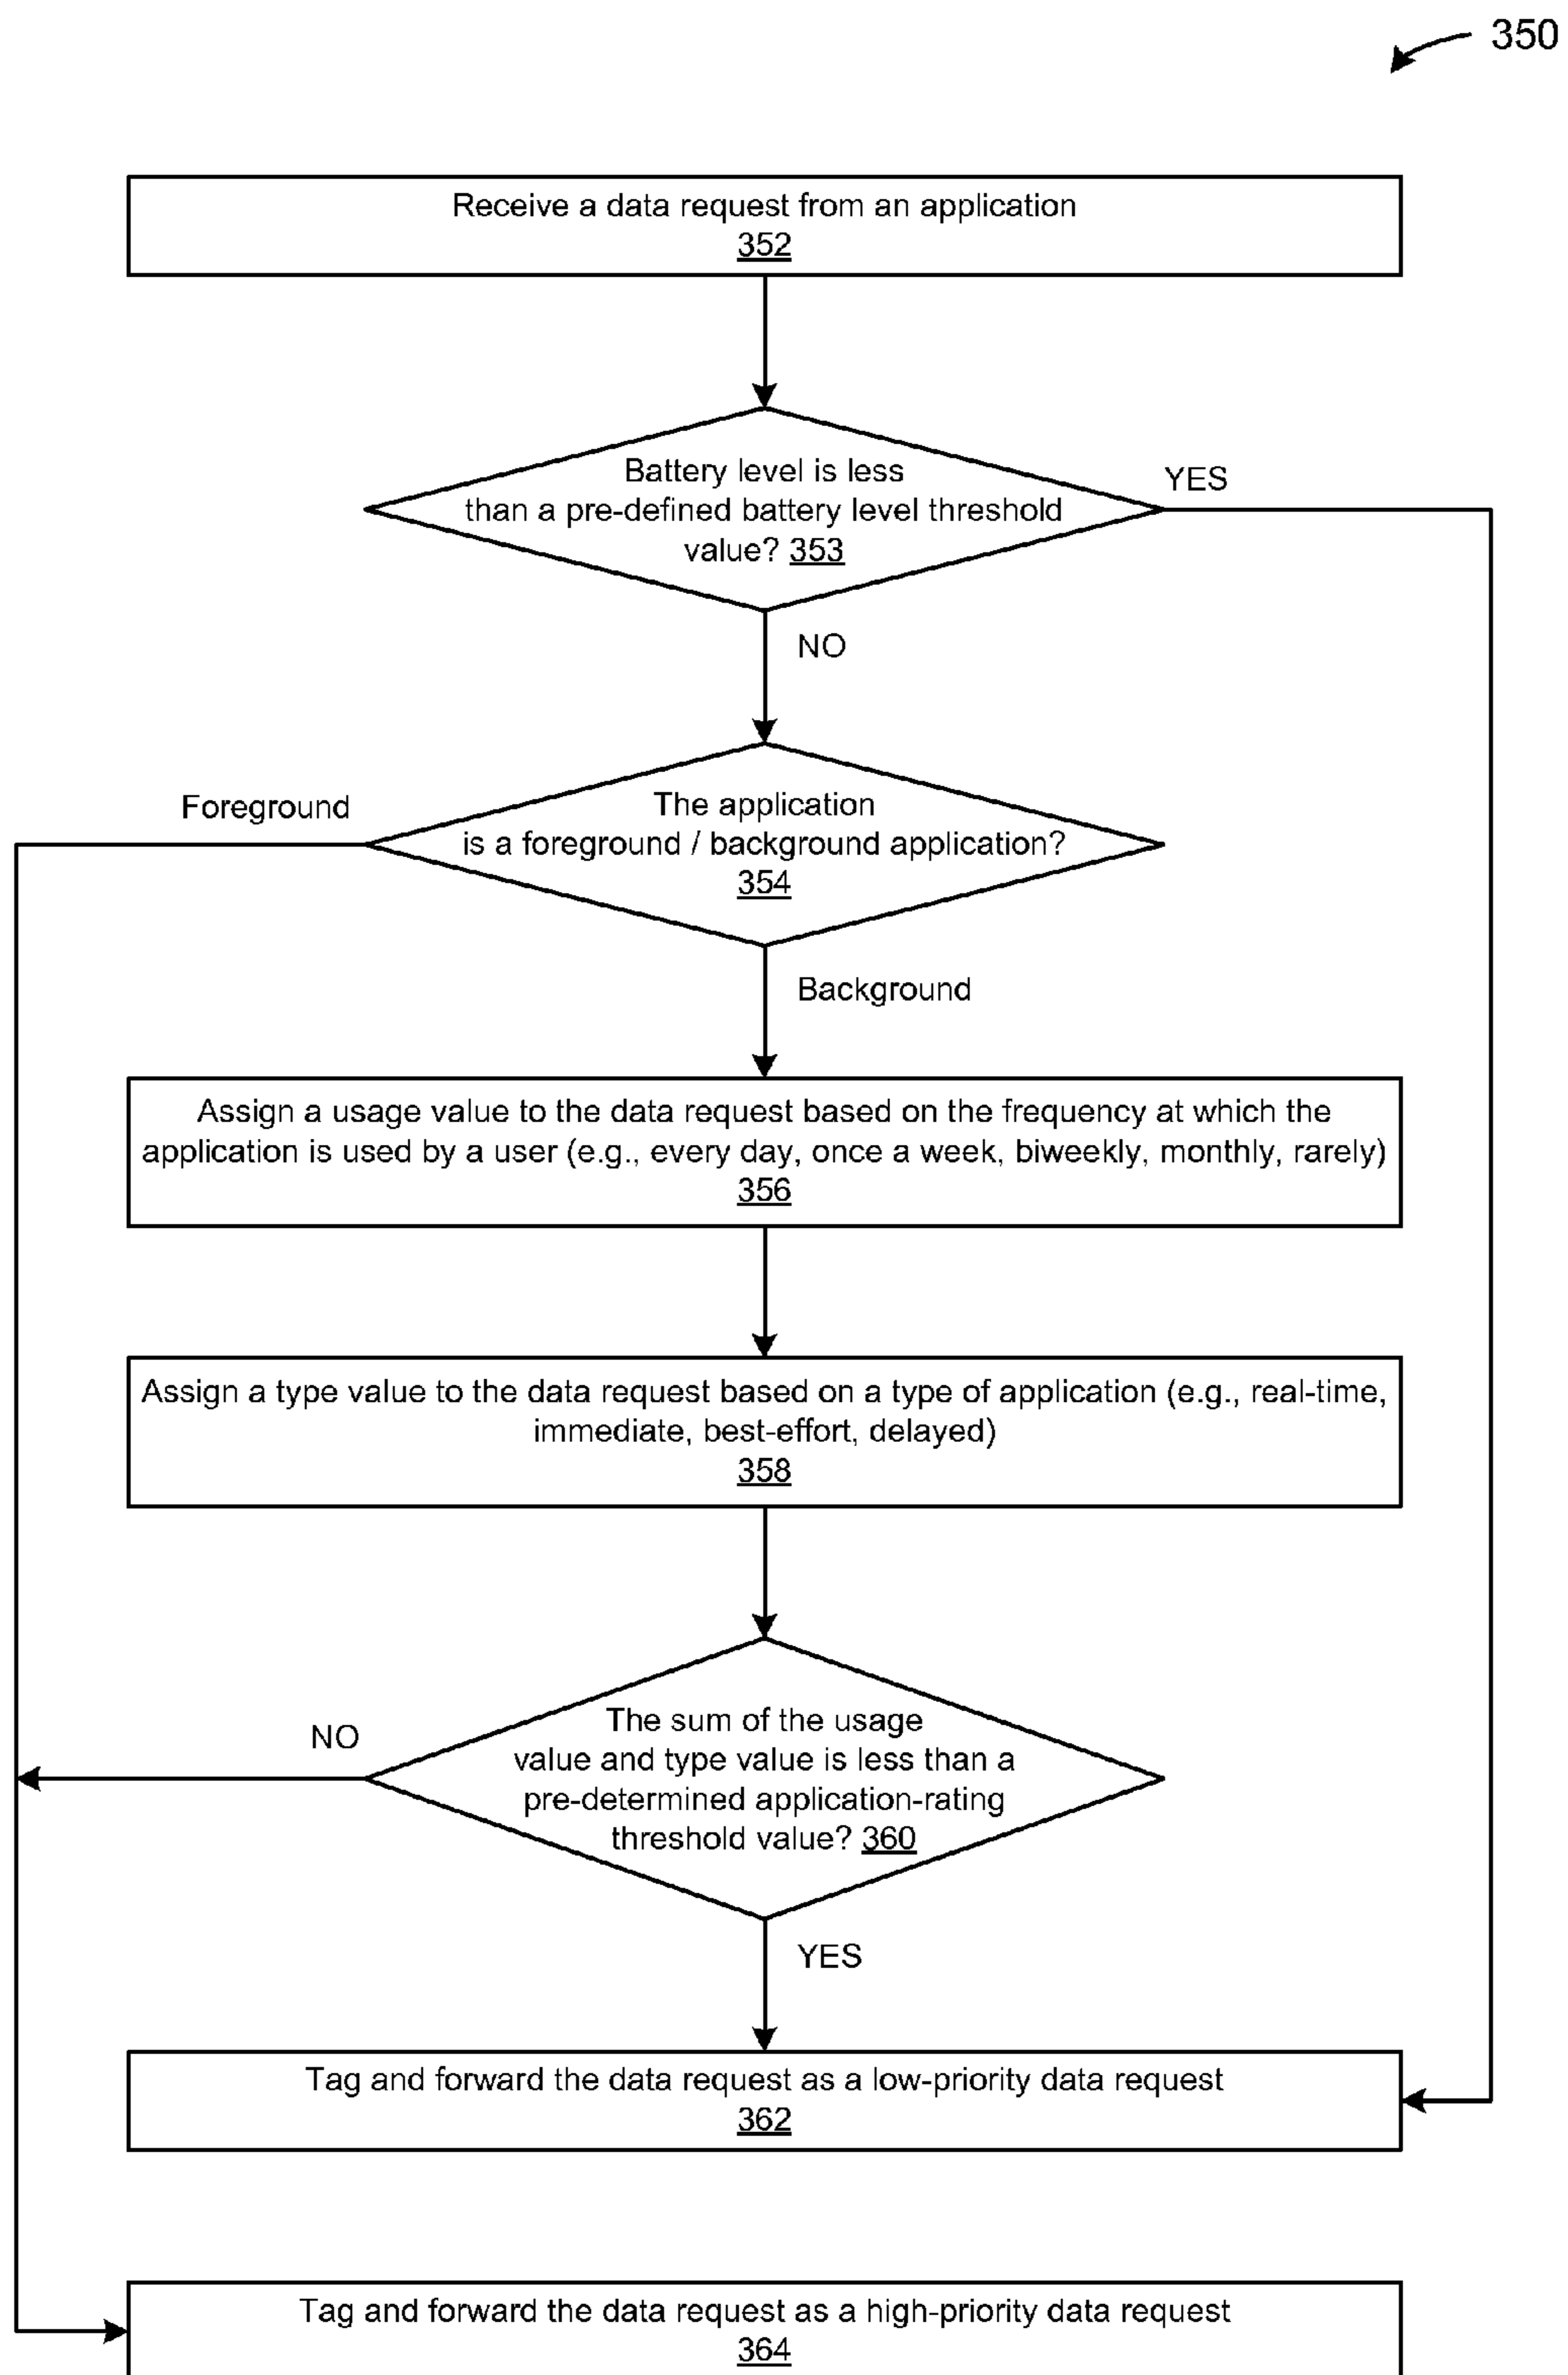 350
Receive a data request from an application
352
Battery level is less
than a pre-defined battery level threshold
value? 353
YES
NO
The application
is a foreground / background application?
354
Foreground
Background
Assign a usage value to the data request based on the frequency at which the
application is used by a user (e.g., every day, once a week, biweekly, monthly, rarely)
356
Assign a type value to the data request based on a type of application (e.g., real-time,
immediate, best-effort, delayed)
358
The sum of the usage
value and type value is less than a
pre-determined application-rating
threshold value? 360
NO
YES
Tag and forward the data request as a low-priority data request
362
Tag and forward the data request as a high-priority data request
364